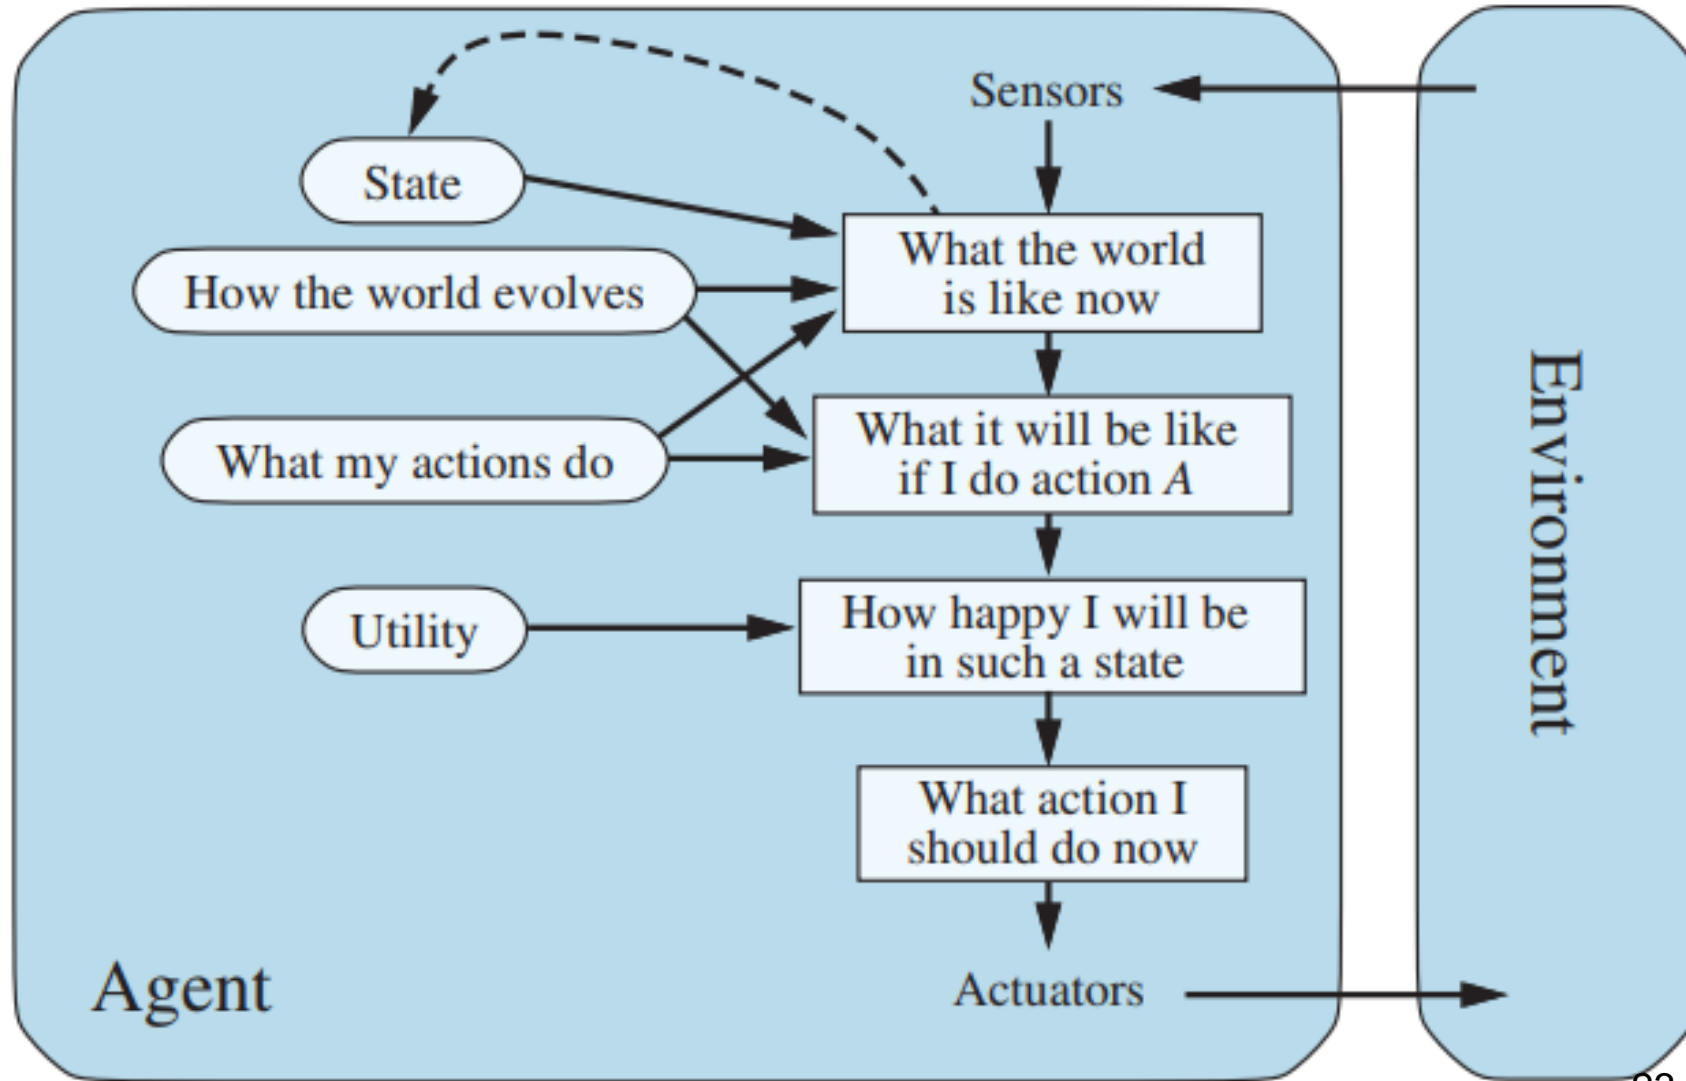 Sensors
State
What the world
is like now
How the world evolves
What it will be like
if I do action A
What my actions do
How happy I will be
in such a state
Utility
What action I
should do now
Agent
Actuators
Environment